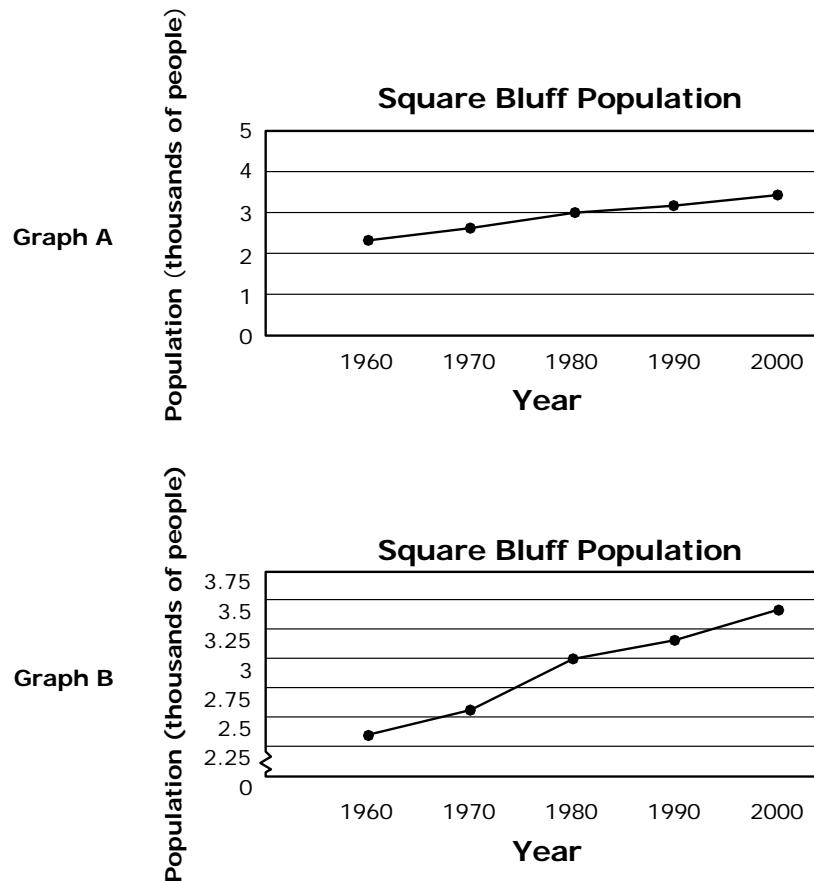 Graph A
Population (thousands of people)
Square Bluff Population
5
4
3
2
1
0
1960 1970 1980 1990 2000
Year
Graph B
Population (thousands of people)
Square Bluff Population
3.75
3.5
3.25
3
2.75
2.5
2.25
0
1960 1970 1980 1990 2000
Year